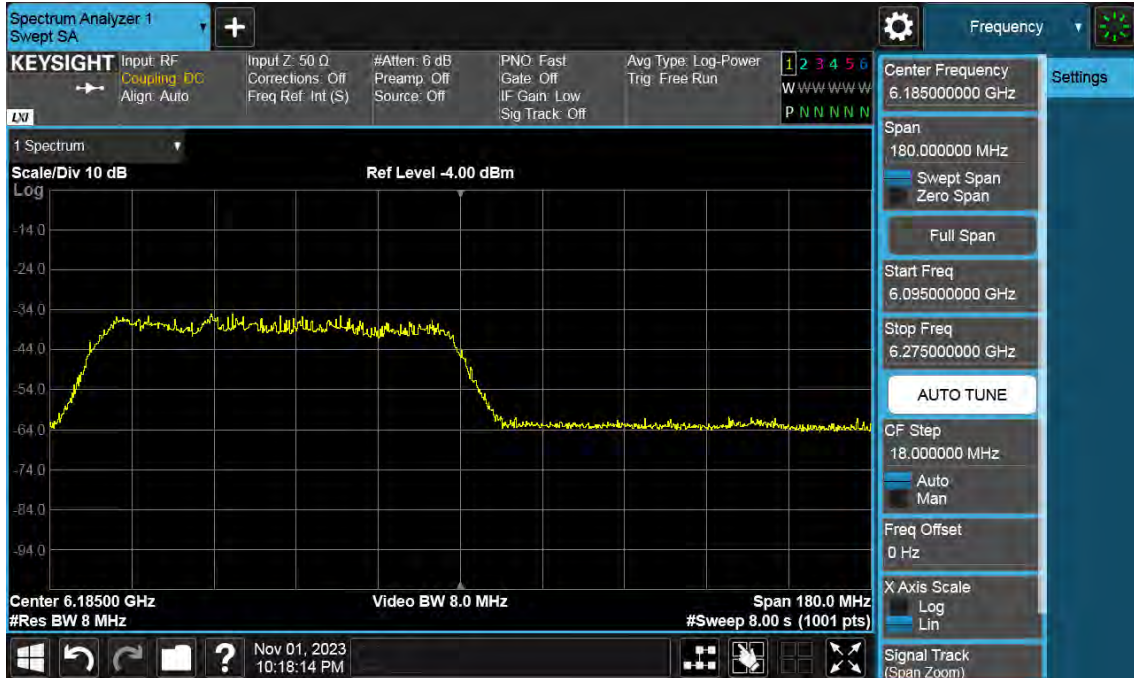 Spectrum Analyzer 1
Swept SA
Frequency
KEYSIGHT
Input: RF
Coupling: DC
Align: Auto
Input Z: 50 Ω
Corrections: Off
Freq Ref: Int (S)
#Atten: 6 dB
Preamp: Off
Source: Off
PNO: Fast
Gate: Off
IF Gain: Low
Sig Track: Off
Avg Type: Log-Power
Trig: Free Run
1 2 3 4 5 6
W W W W W W
P N N N N N
LXI
1 Spectrum
Scale/Div 10 dB
Ref Level -4.00 dBm
Log
-14.0
-24.0
-34.0
-44.0
-54.0
-64.0
-74.0
-84.0
-94.0
Center 6.18500 GHz
#Res BW 8 MHz
Video BW 8.0 MHz
Span 180.0 MHz
#Sweep 8.00 s (1001 pts)
Center Frequency
6.185000000 GHz
Settings
Span
180.000000 MHz
Swept Span
Zero Span
Full Span
Start Freq
6.095000000 GHz
Stop Freq
6.275000000 GHz
AUTO TUNE
CF Step
18.000000 MHz
Auto
Man
Freq Offset
0 Hz
X Axis Scale
Log
Lin
Signal Track
(Span Zoom)
?
Nov 01, 2023
10:18:14 PM